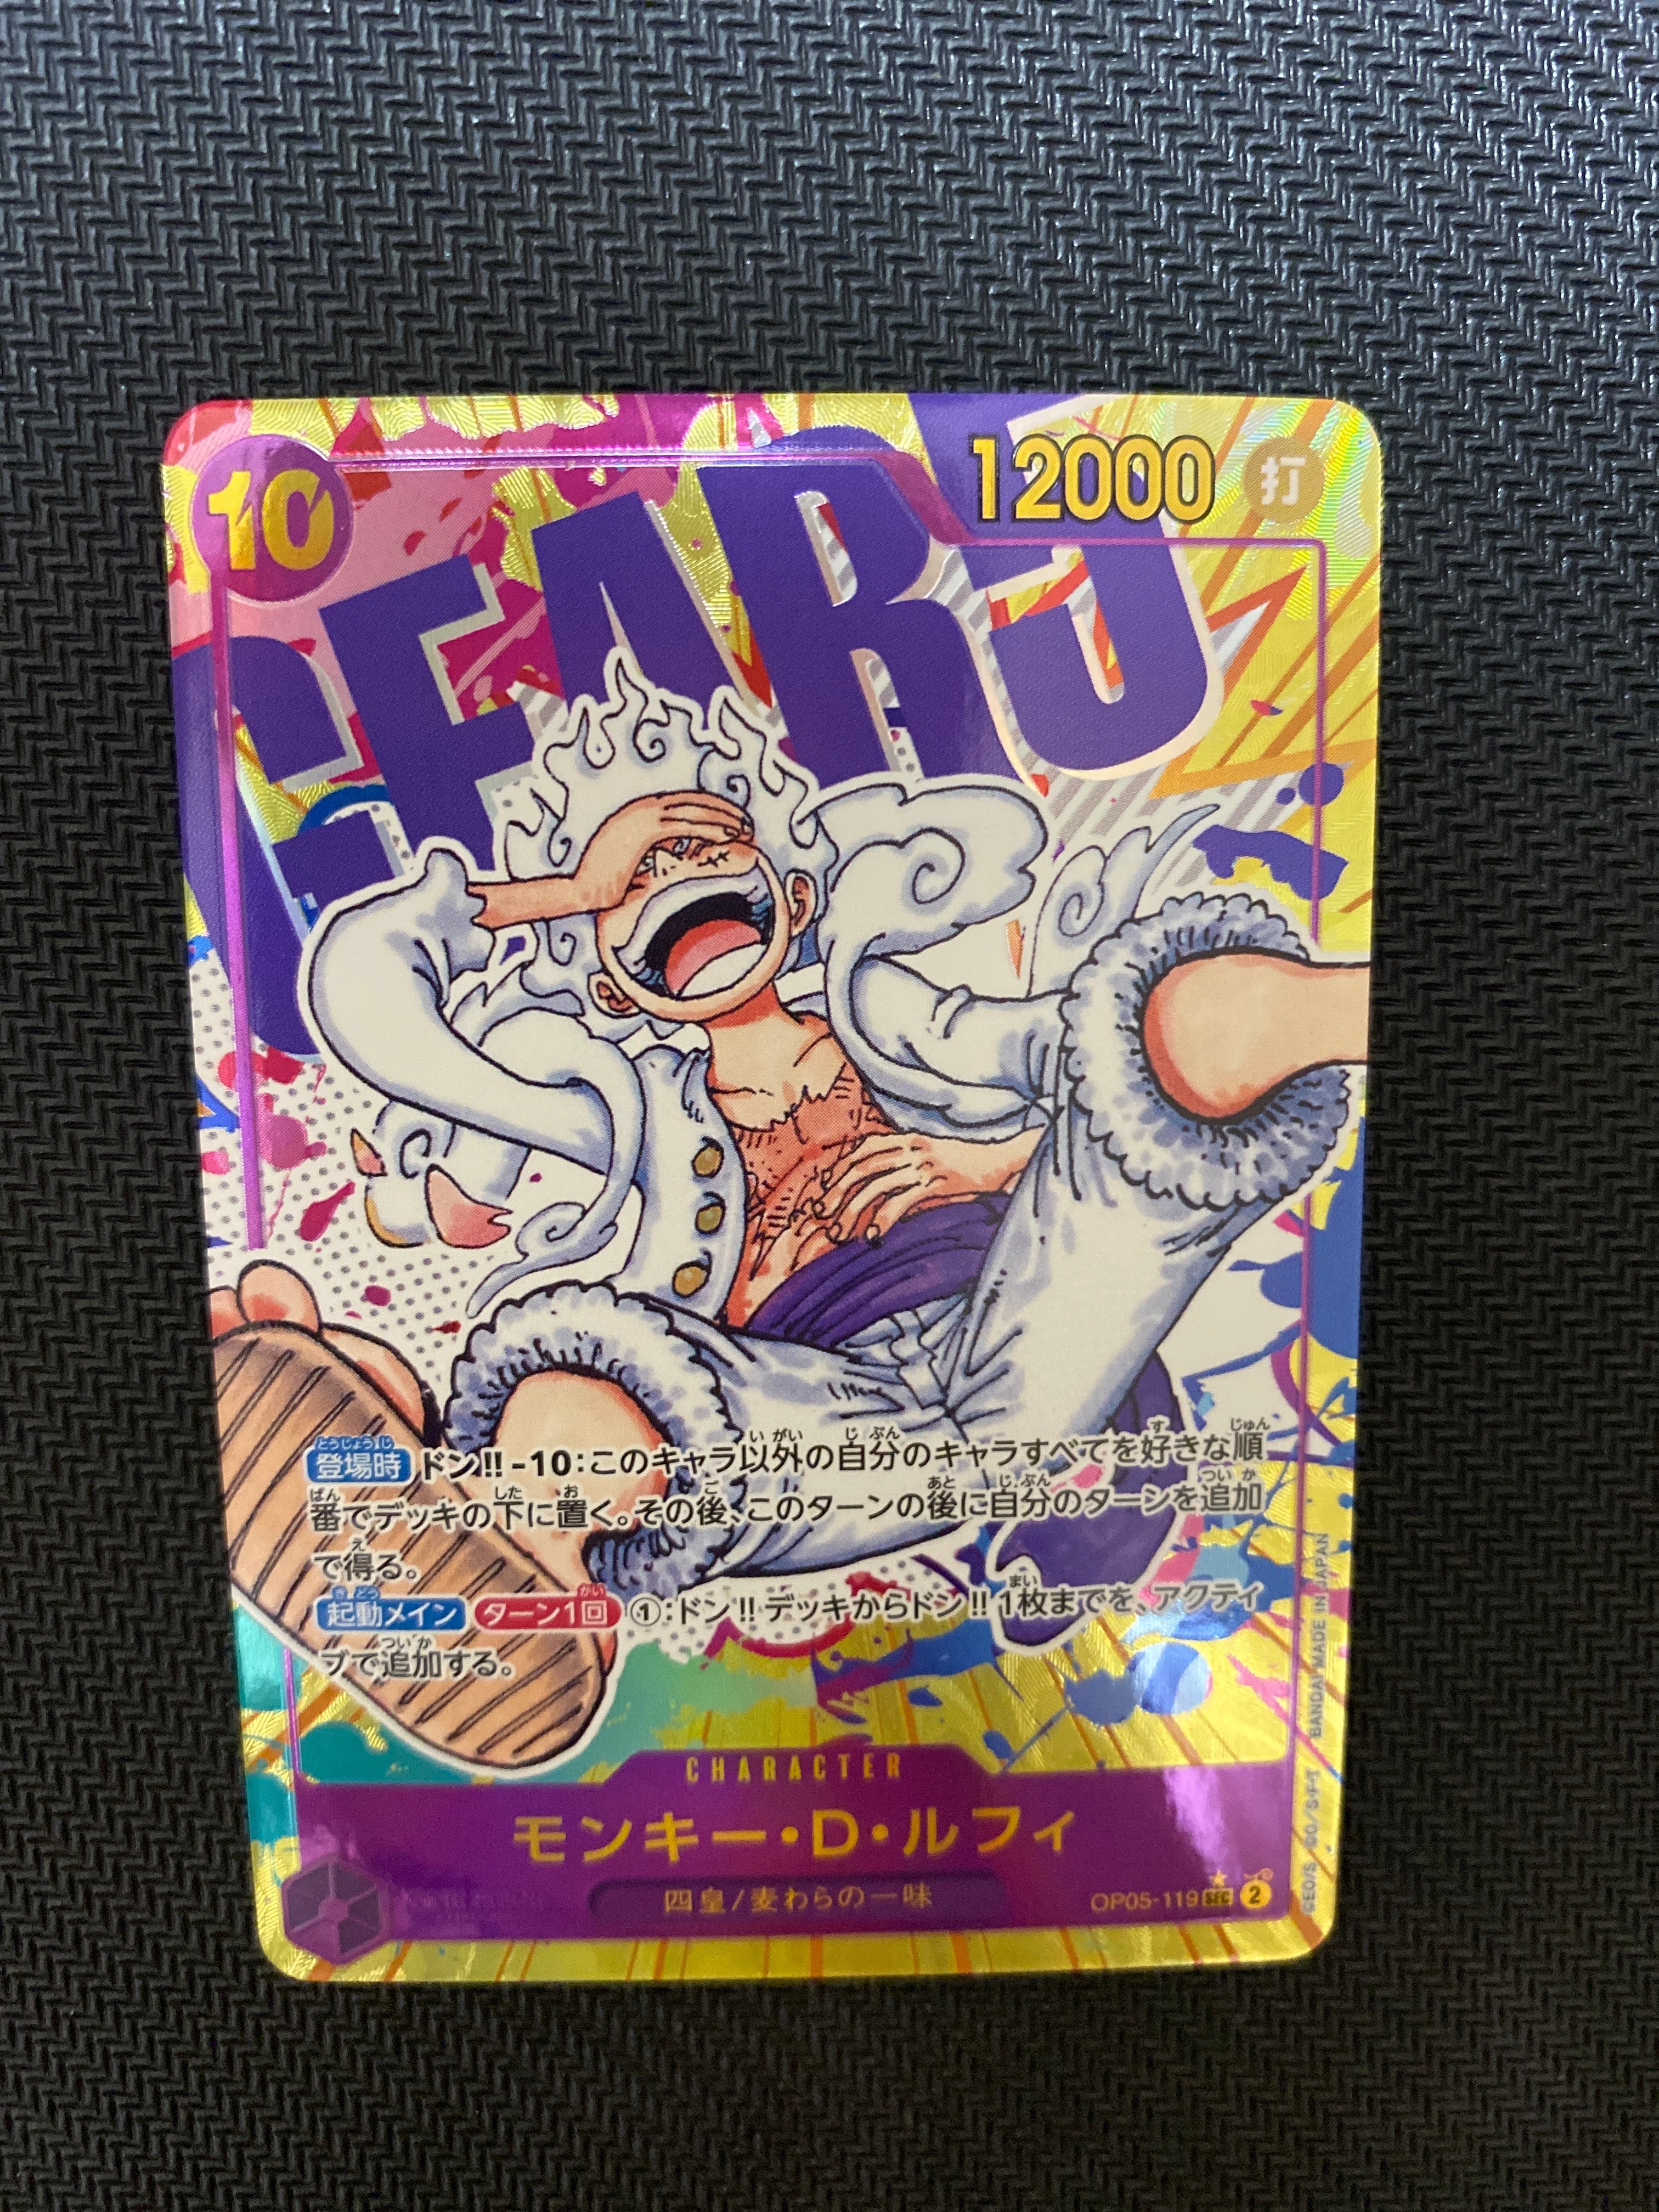 10
12000 打
GEAR5
登場時 ドン!!-10:このキャラ以外の自分のキャラすべてを好きな順
番でデッキの下に置く。その後、このターンの後に自分のターンを追加
で得る。
起動メイン ターン1回 ①:ドン!!デッキからドン!!1枚までを、アクティ
ブで追加する。
CHARACTER
モンキー・D・ルフィ
四皇/麦わらの一味
OP05-119 SEC 2
BANDAI MADE IN JAPAN